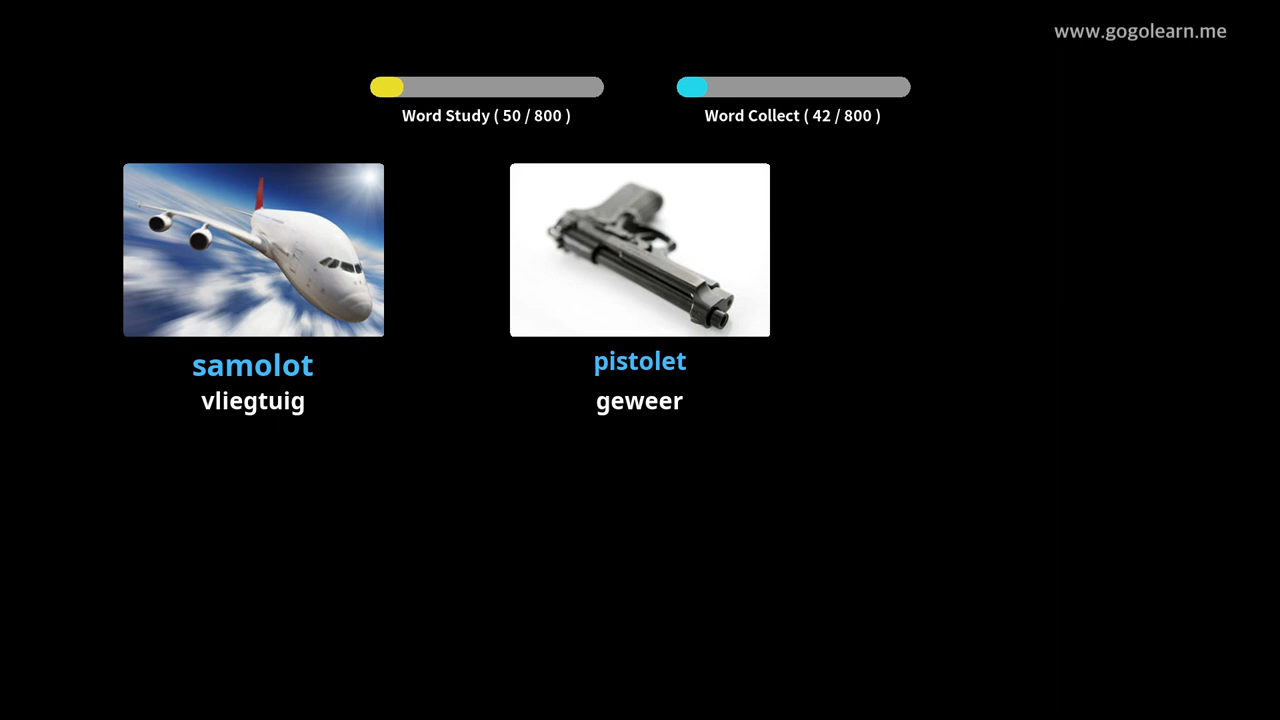 www.gogolearn.me
Word Study ( 50 / 800 )
Word Collect ( 42 / 800 )
samolot
vliegtuig
pistolet
geweer